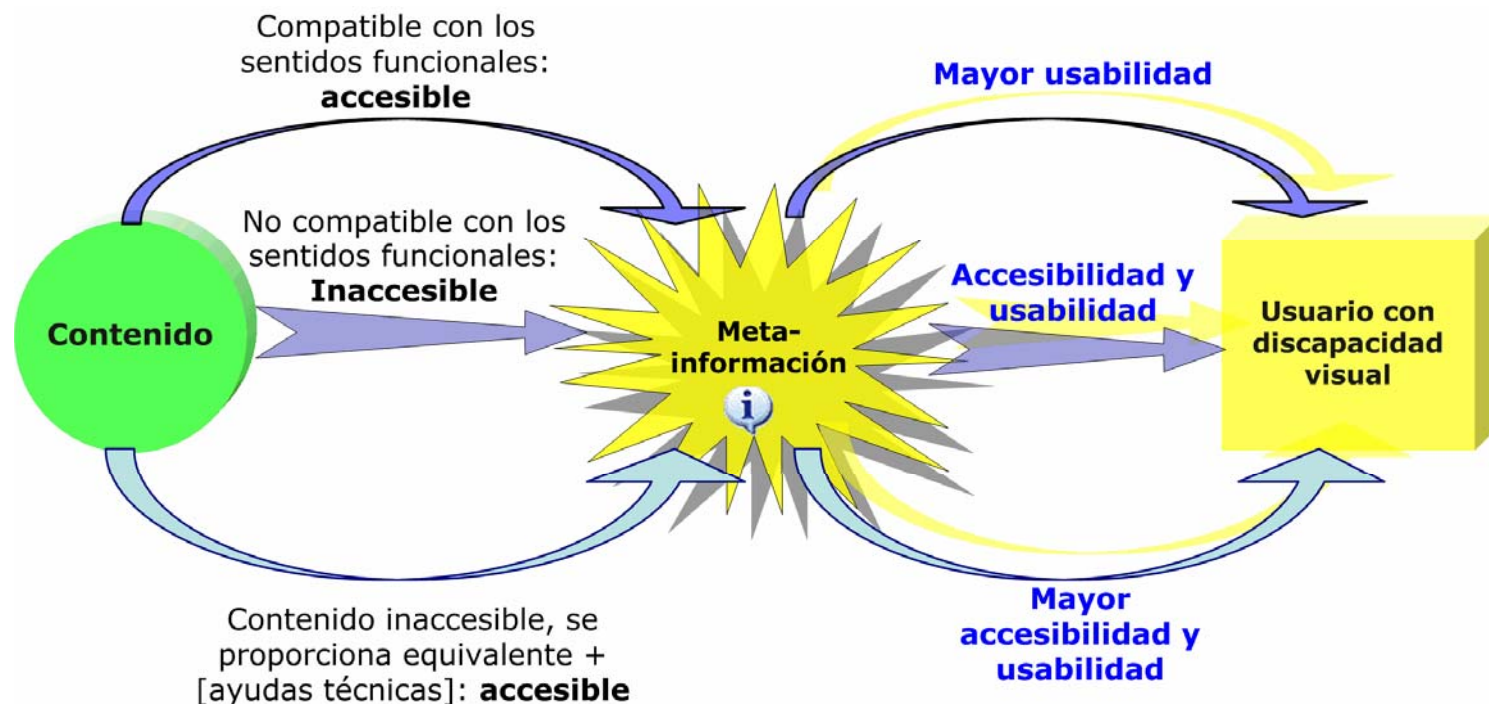 Compatible con los
sentidos funcionales:
accesible
Mayor usabilidad
No compatible con los
sentidos funcionales:
Inaccesible
Contenido
Meta-
información
i
Accesibilidad y
usabilidad
Usuario con
discapacidad
visual
Contenido inaccesible, se
proporciona equivalente +
[ayudas técnicas]: accesible
Mayor
accesibilidad y
usabilidad